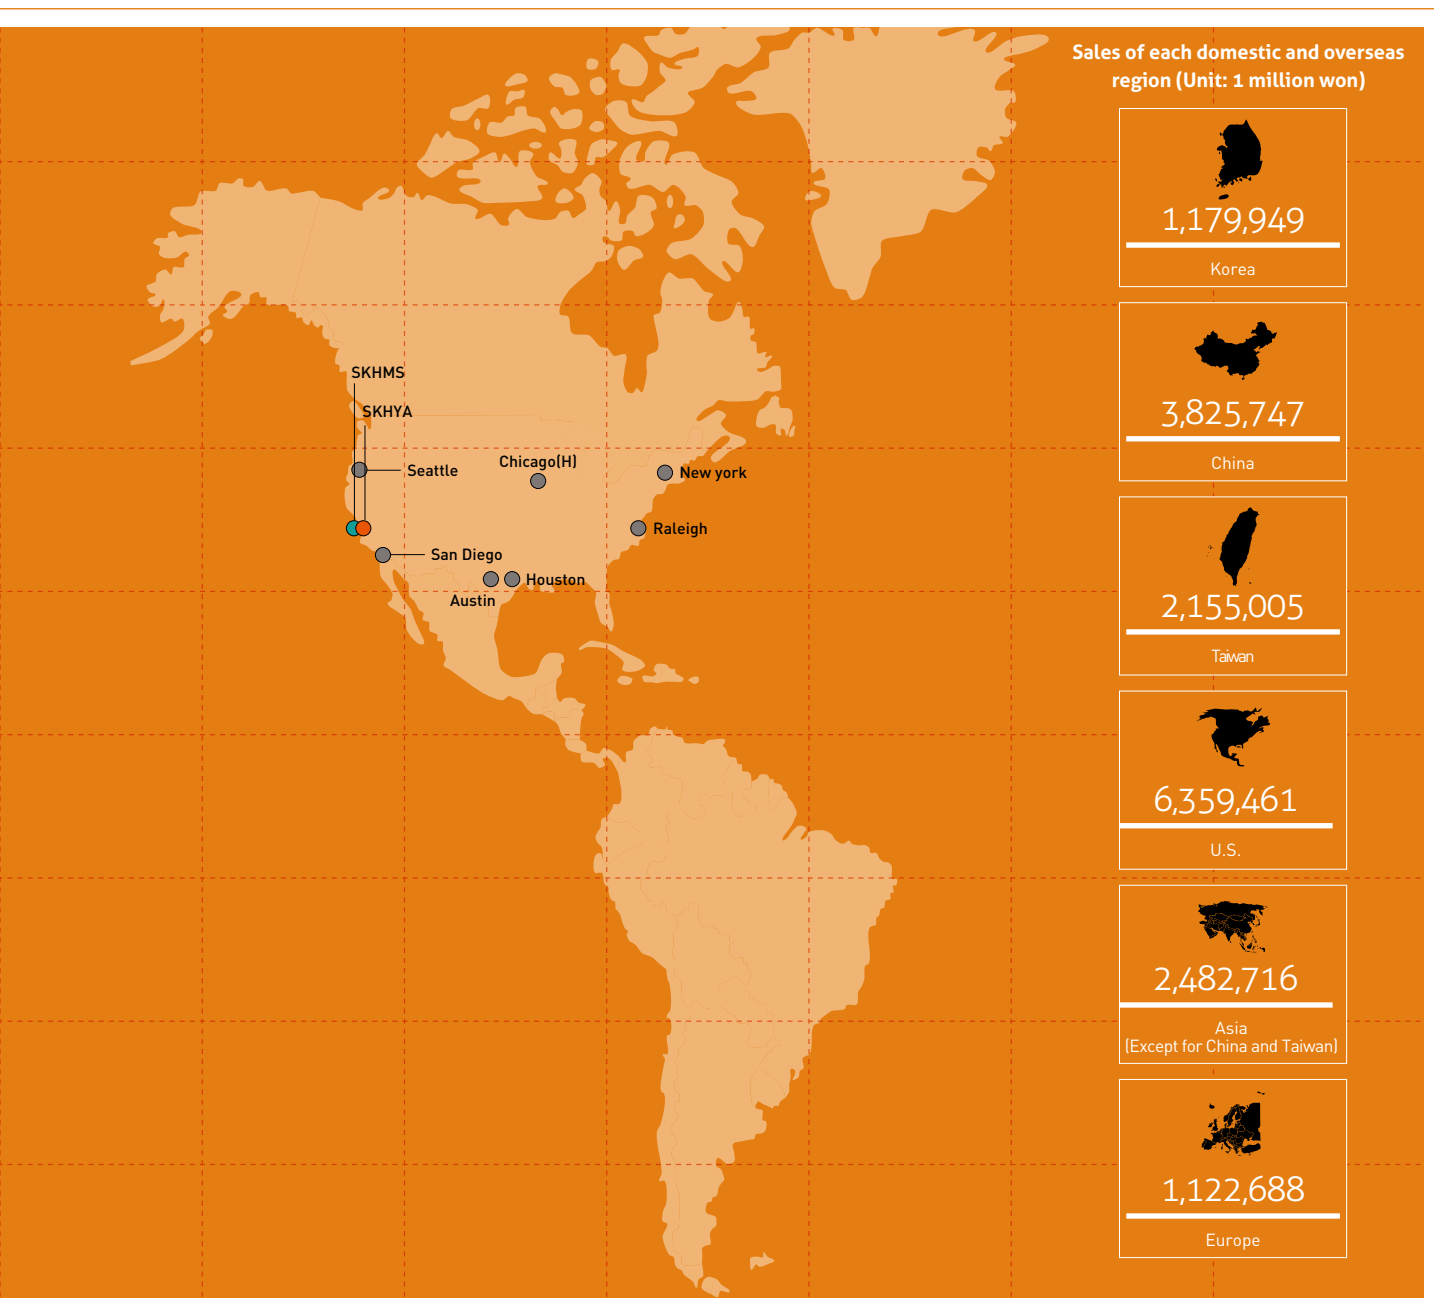 Sales of each domestic and overseas
region (Unit: 1 million won)
1,179,949
Korea
3,825,747
China
2,155,005
Taiwan
6,359,461
U.S.
2,482,716
Asia
(Except for China and Taiwan)
1,122,688
Europe
SKHMS
SKHYA
Seattle
Chicago(H)
New york
Raleigh
San Diego
Houston
Austin